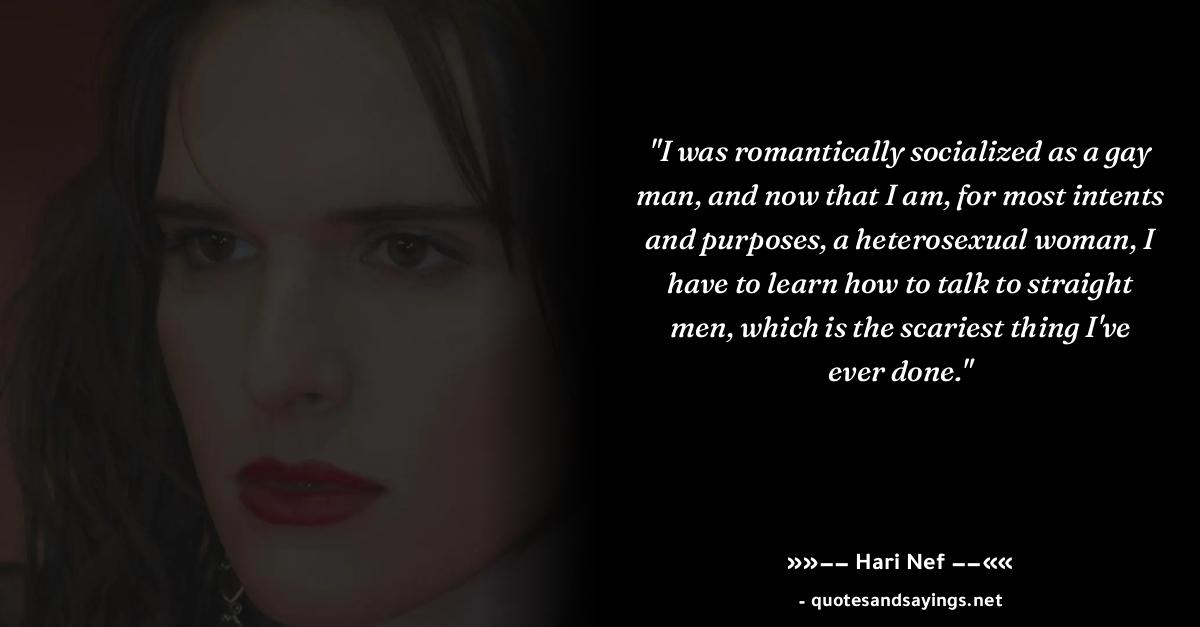 "I was romantically socialized as a gay
man, and now that I am, for most intents
and purposes, a heterosexual woman, I
have to learn how to talk to straight
men, which is the scariest thing I've
ever done."
»»−− Hari Nef −−««
- quotesandsayings.net